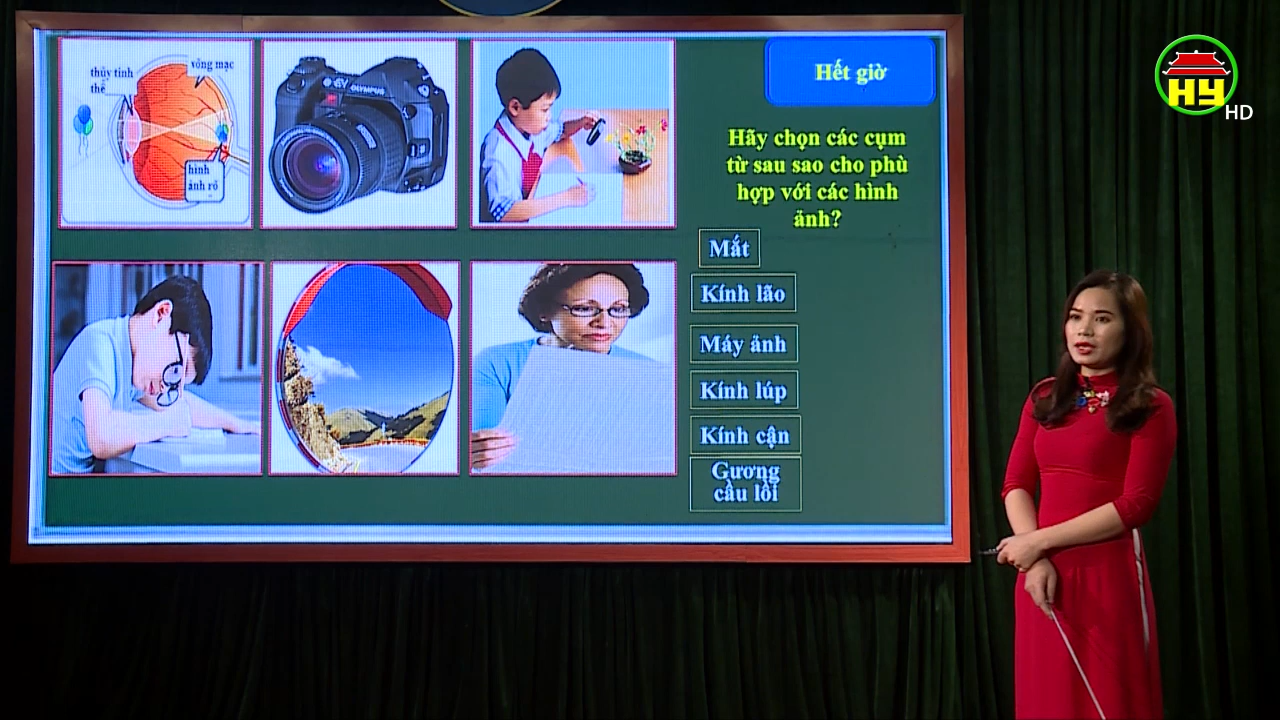 thủy tinh
thể
võng mạc
hình
ảnh rõ
OLYMPUS
Hết giờ
Hãy chọn các cụm
từ sau sao cho phù
hợp với các hình
ảnh?
Mắt
Kính lão
Máy ảnh
Kính lúp
Kính cận
Gương
cầu lồi
HY
HD